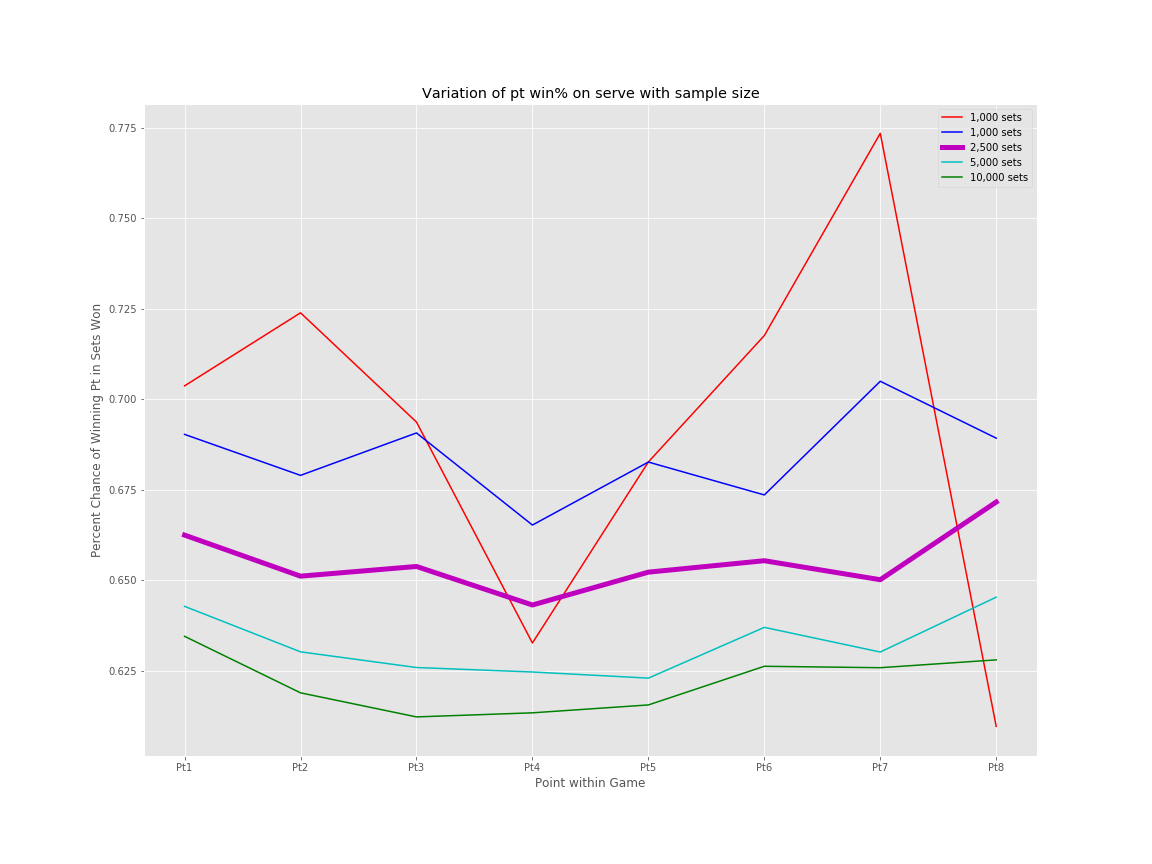 Variation of pt win% on serve with sample size
1,000 sets
1,000 sets
2,500 sets
5,000 sets
10,000 sets
Percent Chance of Winning Pt in Sets Won
0.775
0.750
0.725
0.700
0.675
0.650
0.625
Pt1 Pt2 Pt3 Pt4 Pt5 Pt6 Pt7 Pt8
Point within Game